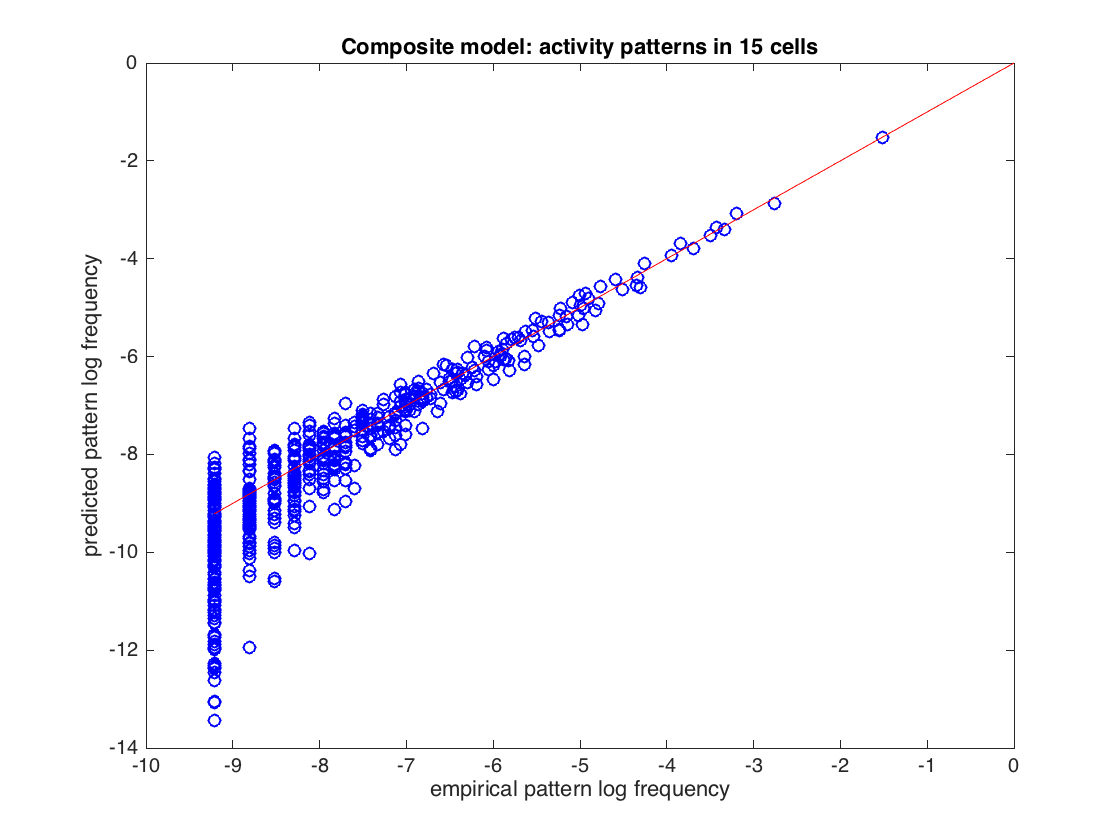 Composite model: activity patterns in 15 cells
0
-2
-4
-6
-8
-10
-12
-14
predicted pattern log frequency
-10 -9 -8 -7 -6 -5 -4 -3 -2 -1 0
empirical pattern log frequency